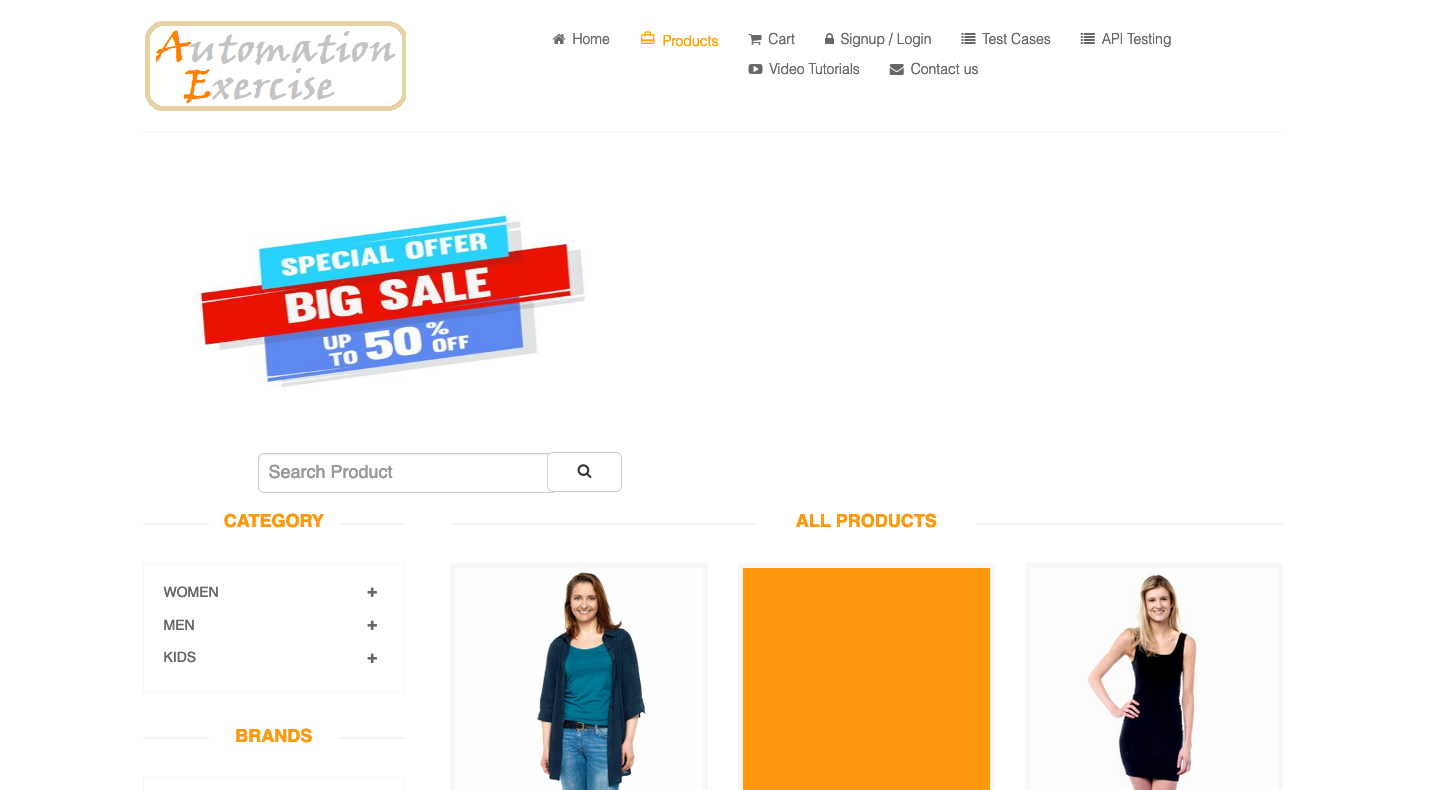 Automation
Exercise
Home
Products
Cart
Signup / Login
Test Cases
API Testing
Video Tutorials
Contact us
SPECIAL OFFER
BIG SALE
UP TO 50% OFF
Search Product
CATEGORY
ALL PRODUCTS
WOMEN
MEN
KIDS
BRANDS